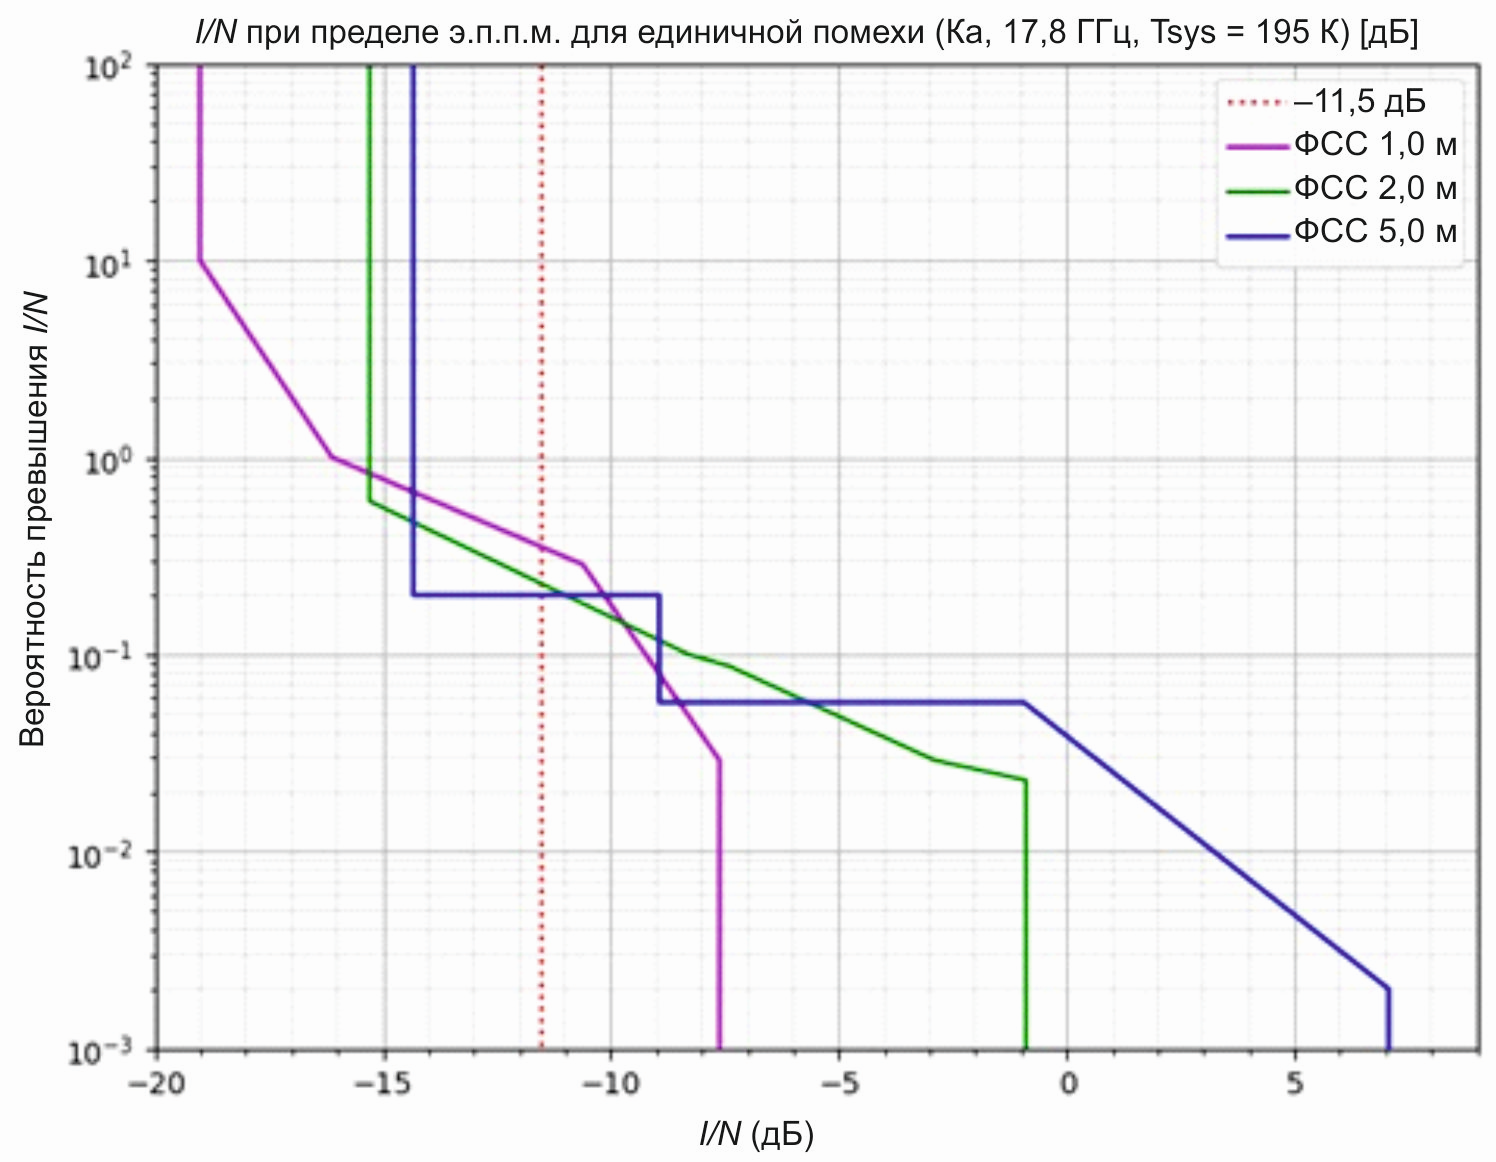 I/N при пределе э.п.п.м. для единичной помехи (Ka, 17,8 ГГц, Tsys = 195 К) [дБ]
–11,5 дБ
ФСС 1,0 м
ФСС 2,0 м
ФСС 5,0 м
Вероятность превышения I/N
10²
10¹
10⁰
10⁻¹
10⁻²
10⁻³
−20 −15 −10 −5 0 5
I/N (дБ)